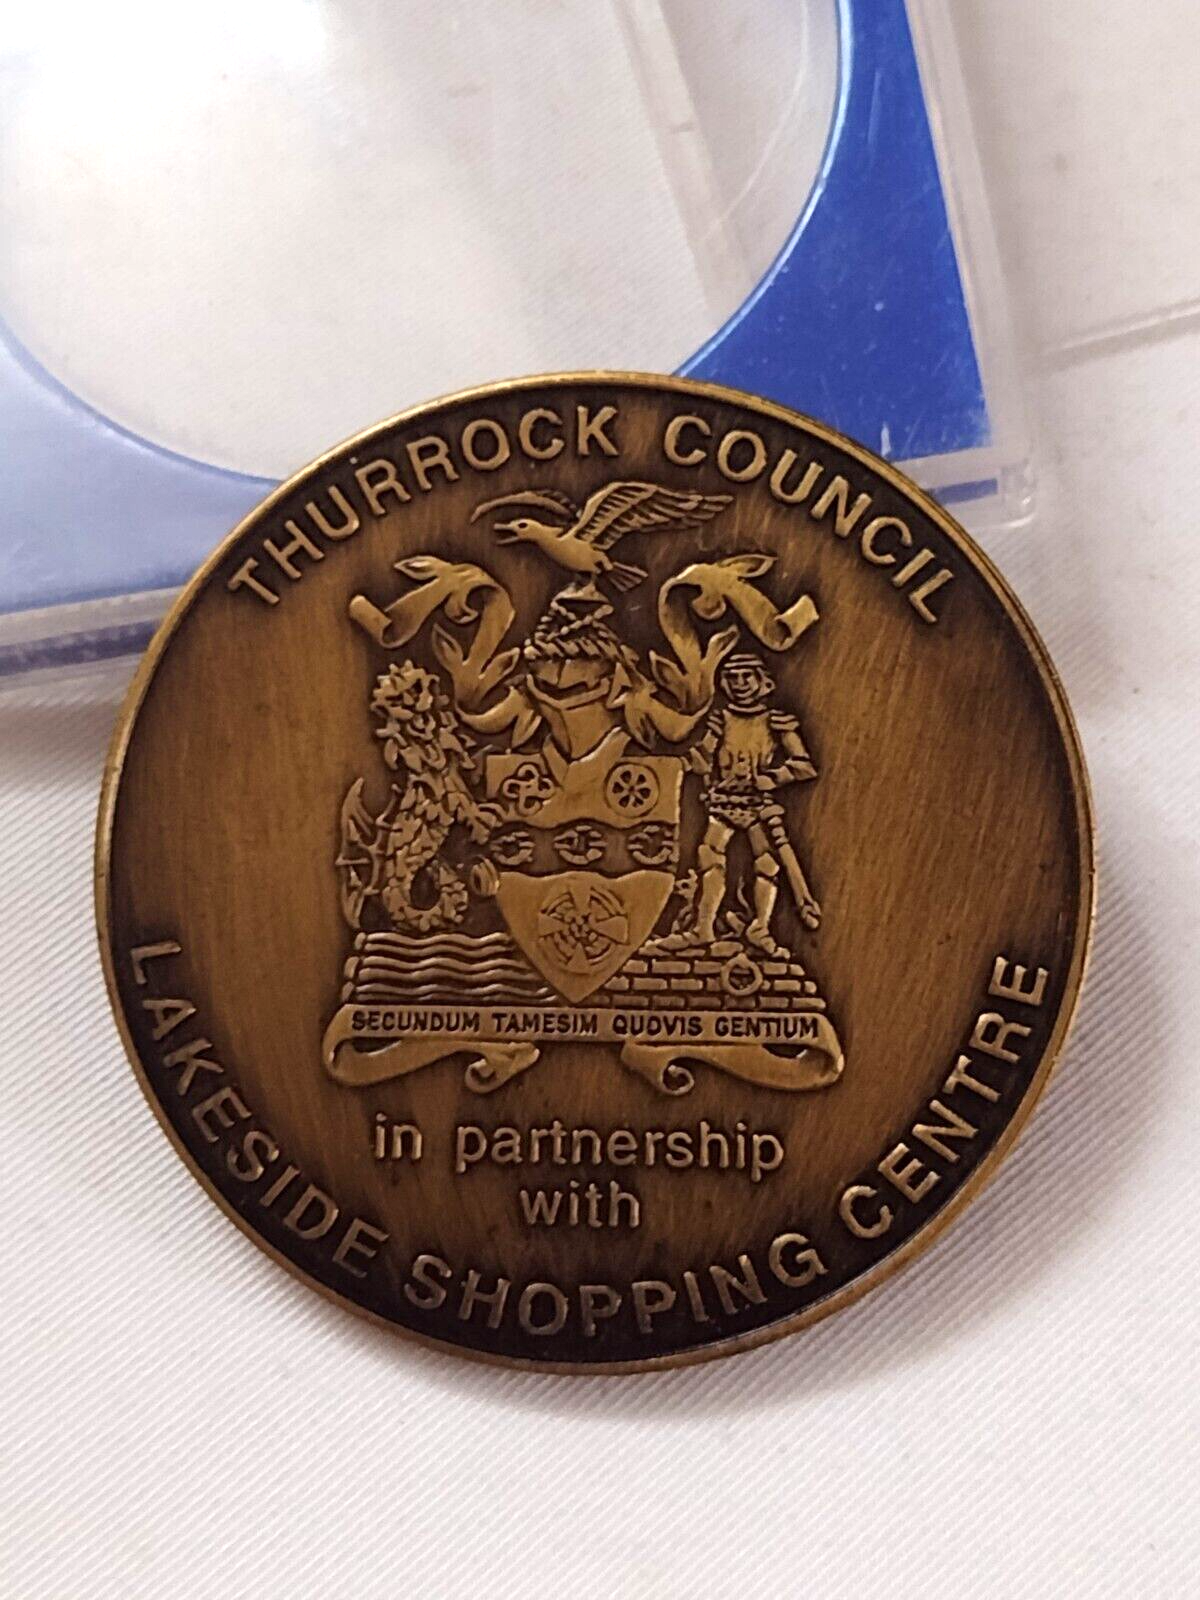 THURROCK COUNCIL
SECUNDUM TAMESIM QUOVIS GENTIUM
in partnership
with
LAKESIDE SHOPPING CENTRE